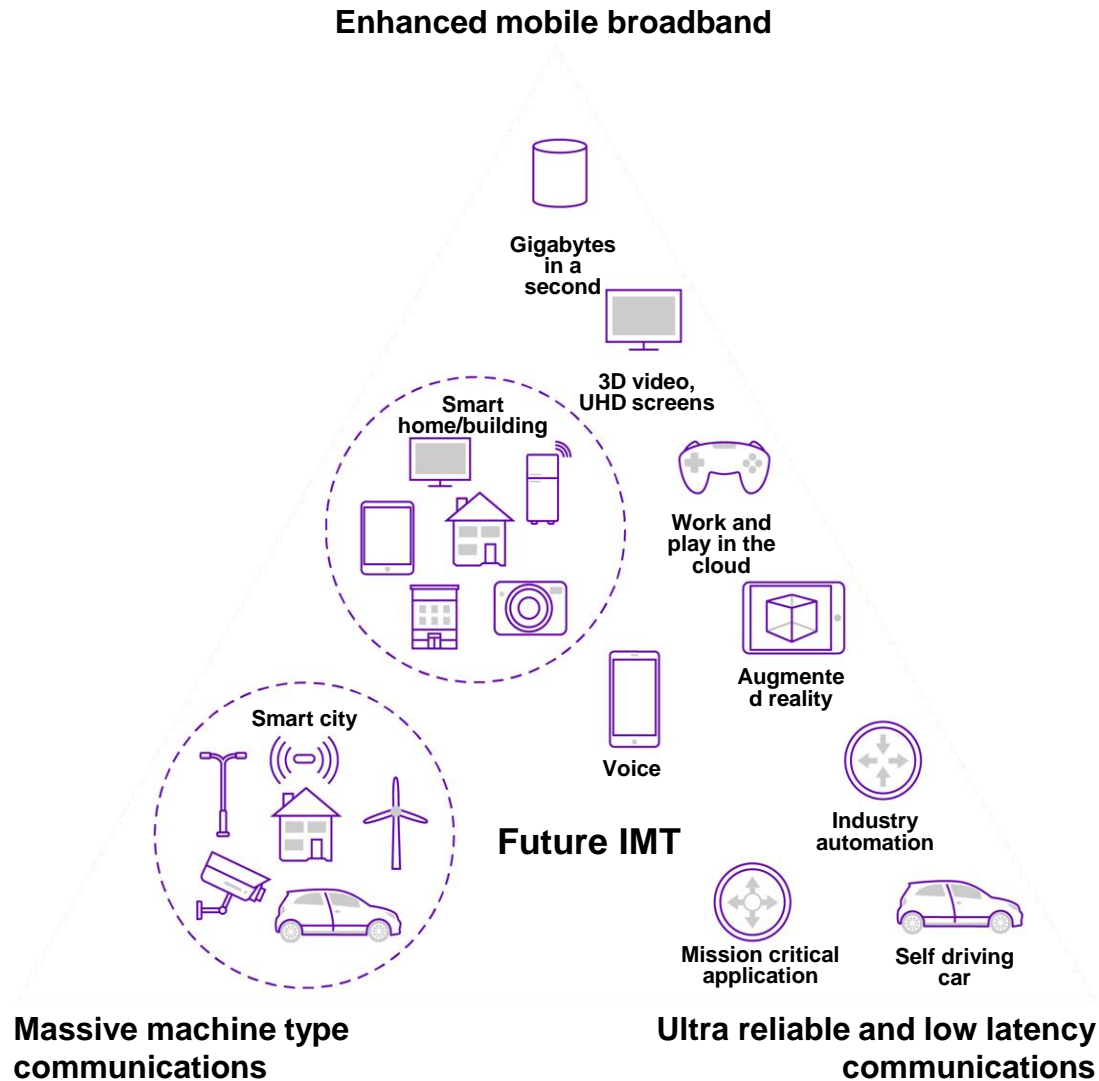 Enhanced mobile broadband
Gigabytes
in a
second
3D video,
UHD screens
Smart
home/building
Work and
play in the
cloud
Augmente
d reality
Smart city
Voice
Industry
automation
Future IMT
Mission critical
application
Self driving
car
Massive machine type
communications
Ultra reliable and low latency
communications